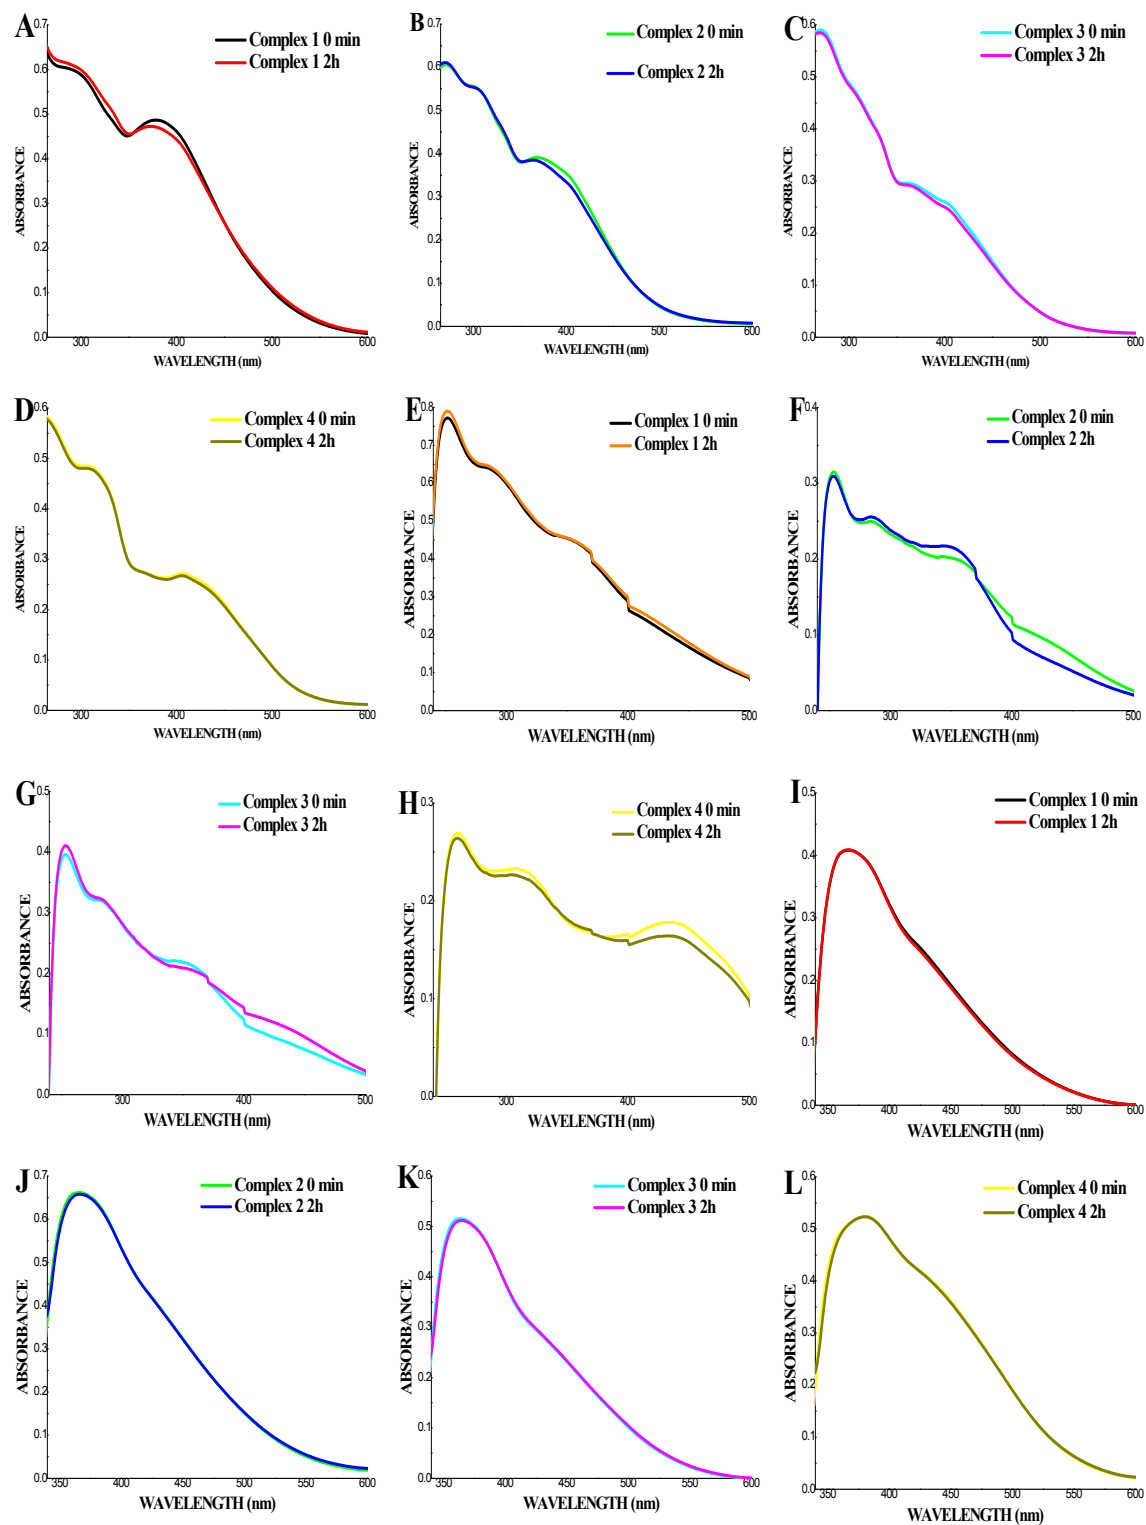 A
Complex 1 0 min
Complex 1 2h
ABSORBANCE
0.7
0.6
0.5
0.4
0.3
0.2
0.1
0.0
300 400 500 600
WAVELENGTH (nm)
B
Complex 2 0 min
Complex 2 2h
ABSORBANCE
0.7
0.6
0.5
0.4
0.3
0.2
0.1
0.0
300 400 500 600
WAVELENGTH (nm)
C
Complex 3 0 min
Complex 3 2h
ABSORBANCE
0.6
0.5
0.4
0.3
0.2
0.1
0.0
300 400 500 600
WAVELENGTH (nm)
D
Complex 4 0 min
Complex 4 2h
ABSORBANCE
0.6
0.5
0.4
0.3
0.2
0.1
0.0
300 400 500 600
WAVELENGTH (nm)
E
Complex 1 0 min
Complex 1 2h
ABSORBANCE
0.8
0.7
0.6
0.5
0.4
0.3
0.2
0.1
0.0
300 400 500
WAVELENGTH (nm)
F
Complex 2 0 min
Complex 2 2h
ABSORBANCE
0.4
0.3
0.2
0.1
0.0
300 400 500
WAVELENGTH (nm)
G
Complex 3 0 min
Complex 3 2h
ABSORBANCE
0.5
0.4
0.3
0.2
0.1
0.0
300 400 500
WAVELENGTH (nm)
H
Complex 4 0 min
Complex 4 2h
ABSORBANCE
0.3
0.2
0.1
0.0
300 400 500
WAVELENGTH (nm)
I
Complex 1 0 min
Complex 1 2h
ABSORBANCE
0.5
0.4
0.3
0.2
0.1
0.0
350 400 450 500 550 600
WAVELENGTH (nm)
J
Complex 2 0 min
Complex 2 2h
ABSORBANCE
0.7
0.6
0.5
0.4
0.3
0.2
0.1
0.0
350 400 450 500 550 600
WAVELENGTH (nm)
K
Complex 3 0 min
Complex 3 2h
ABSORBANCE
0.6
0.5
0.4
0.3
0.2
0.1
0.0
350 400 450 500 550 600
WAVELENGTH (nm)
L
Complex 4 0 min
Complex 4 2h
ABSORBANCE
0.6
0.5
0.4
0.3
0.2
0.1
0.0
350 400 450 500 550 600
WAVELENGTH (nm)